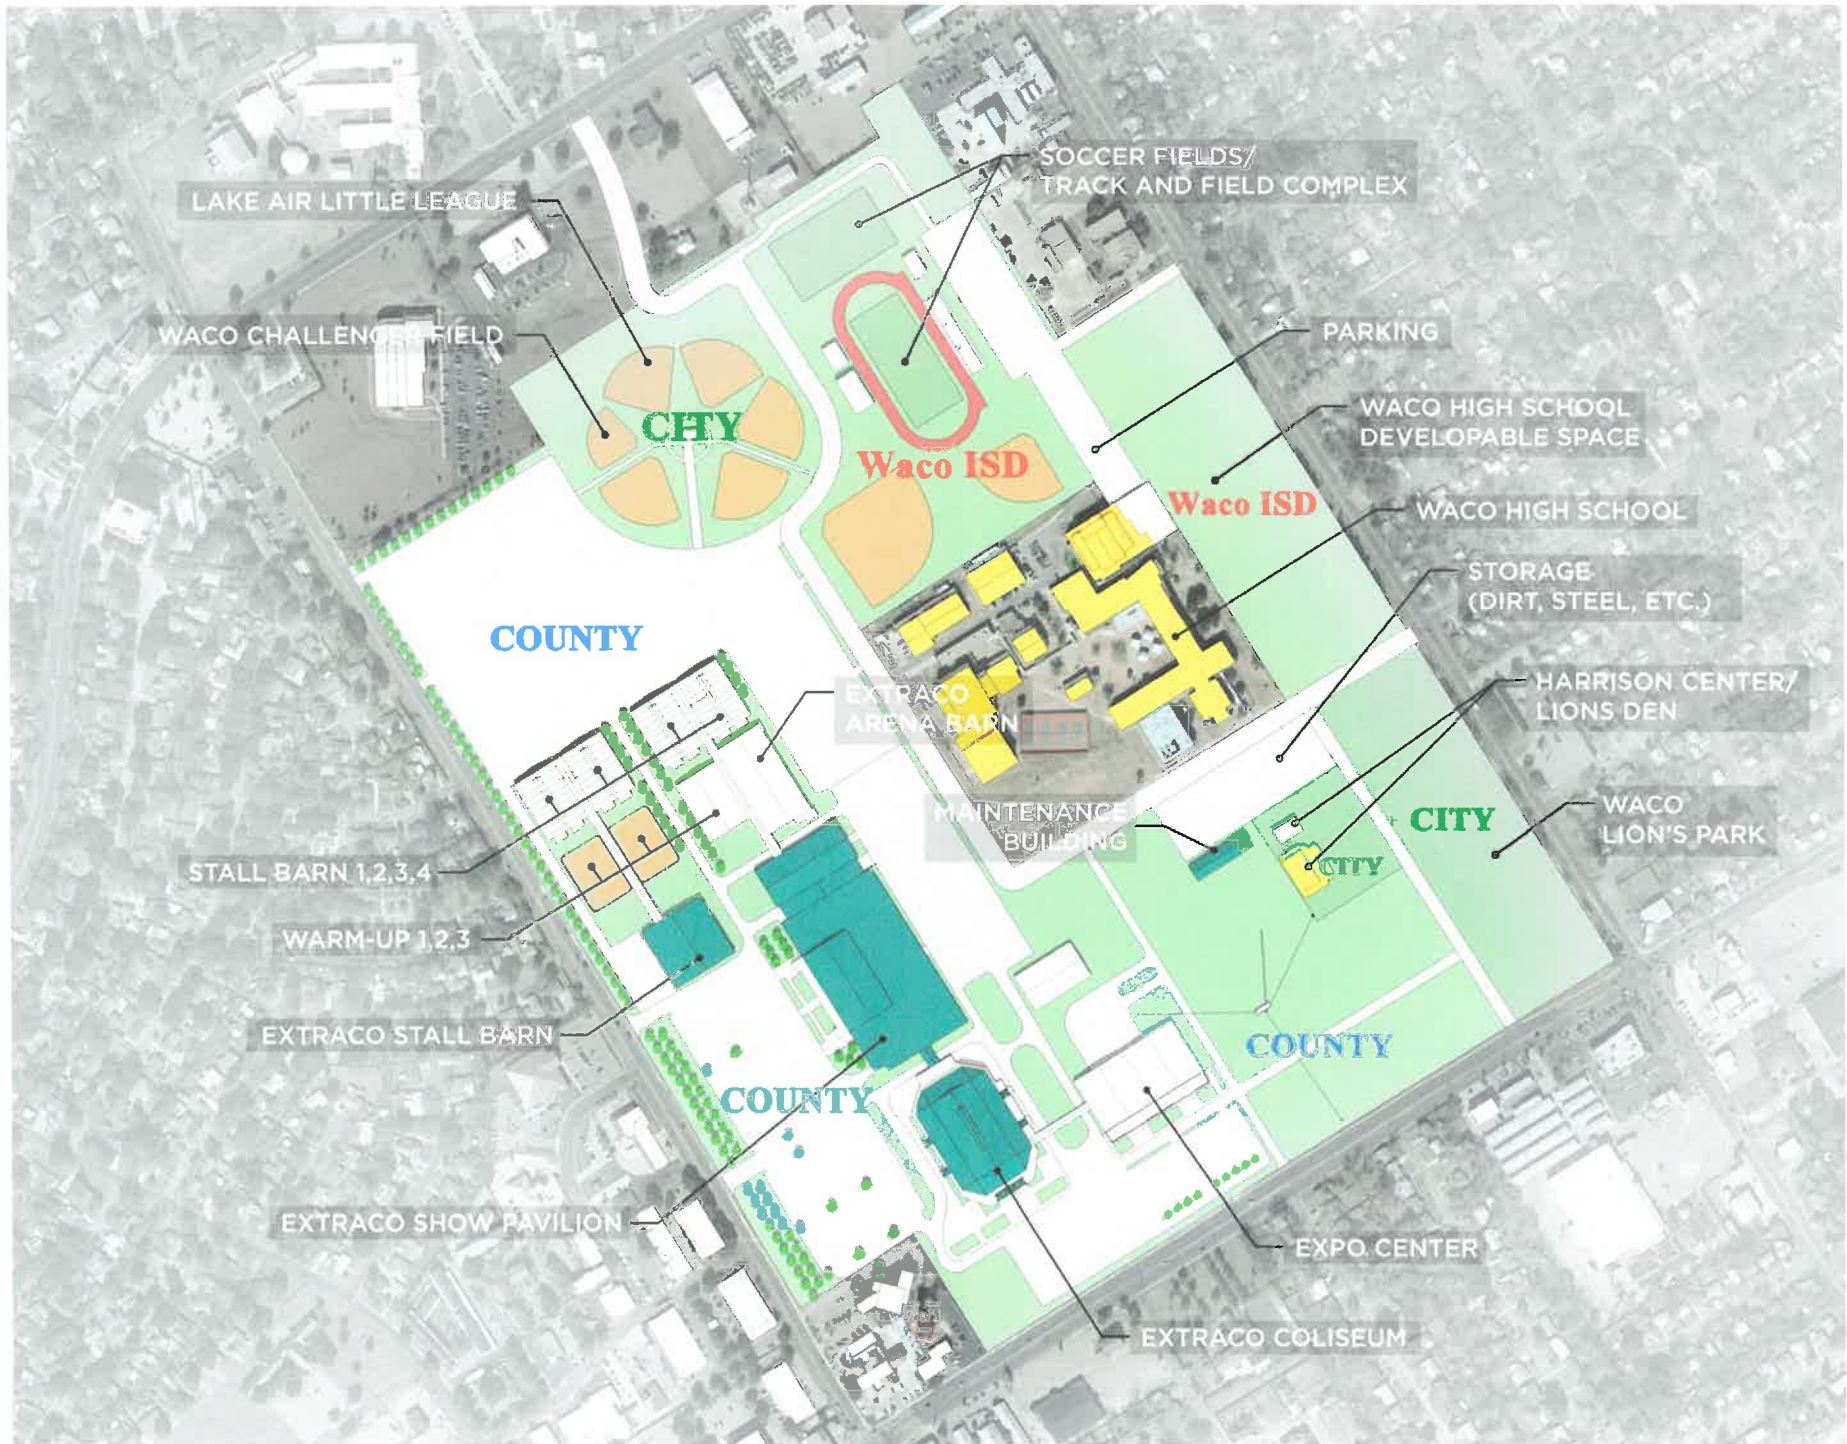 SOCCER FIELDS/
TRACK AND FIELD COMPLEX
LAKE AIR LITTLE LEAGUE
WACO CHALLENGER FIELD
PARKING
WACO HIGH SCHOOL
DEVELOPABLE SPACE
CITY
Waco ISD
Waco ISD
WACO HIGH SCHOOL
STORAGE
(DIRT, STEEL, ETC.)
COUNTY
EXTRACO
ARENA BARN
HARRISON CENTER/
LIONS DEN
MAINTENANCE
BUILDING
CITY
WACO
LION'S PARK
CITY
STALL BARN 1,2,3,4
WARM-UP 1,2,3
EXTRACO STALL BARN
COUNTY
COUNTY
EXTRACO SHOW PAVILION
EXPO CENTER
EXTRACO COLISEUM